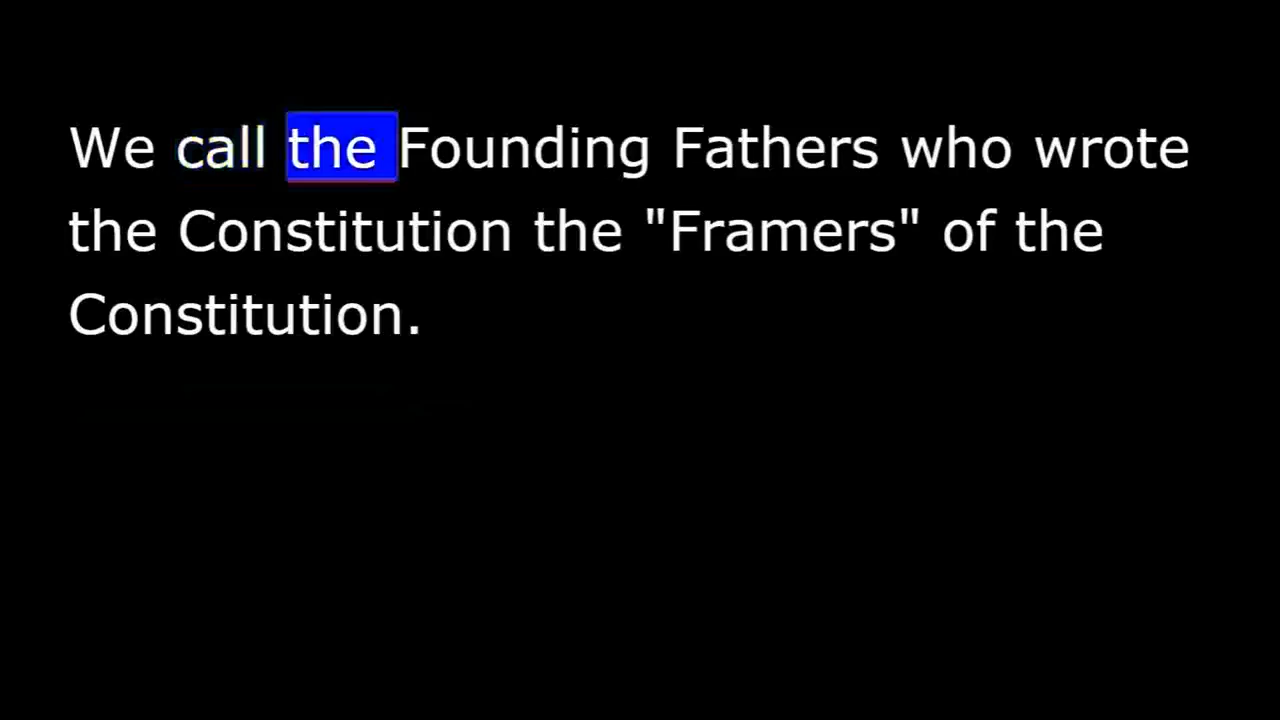 We call the Founding Fathers who wrote
the Constitution the "Framers" of the
Constitution.